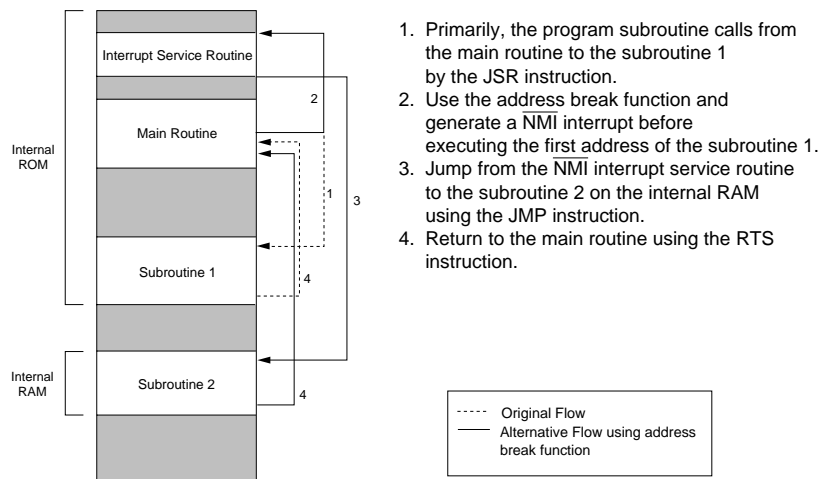 Interrupt Service Routine
Main Routine
Subroutine 1
Subroutine 2
Internal
ROM
Internal
RAM
2
1
3
4
4
1. Primarily, the program subroutine calls from
the main routine to the subroutine 1
by the JSR instruction.
2. Use the address break function and
generate a NMI interrupt before
executing the first address of the subroutine 1.
3. Jump from the NMI interrupt service routine
to the subroutine 2 on the internal RAM
using the JMP instruction.
4. Return to the main routine using the RTS
instruction.
Original Flow
Alternative Flow using address
break function